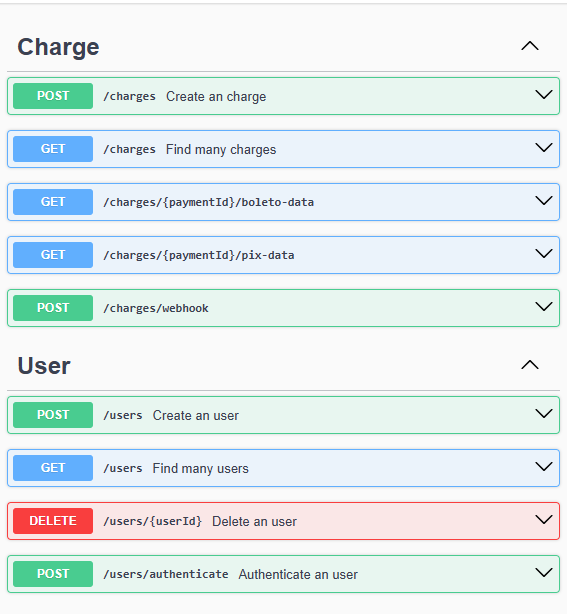 Charge
POST /charges Create an charge
GET /charges Find many charges
GET /charges/{paymentId}/boleto-data
GET /charges/{paymentId}/pix-data
POST /charges/webhook
User
POST /users Create an user
GET /users Find many users
DELETE /users/{userId} Delete an user
POST /users/authenticate Authenticate an user